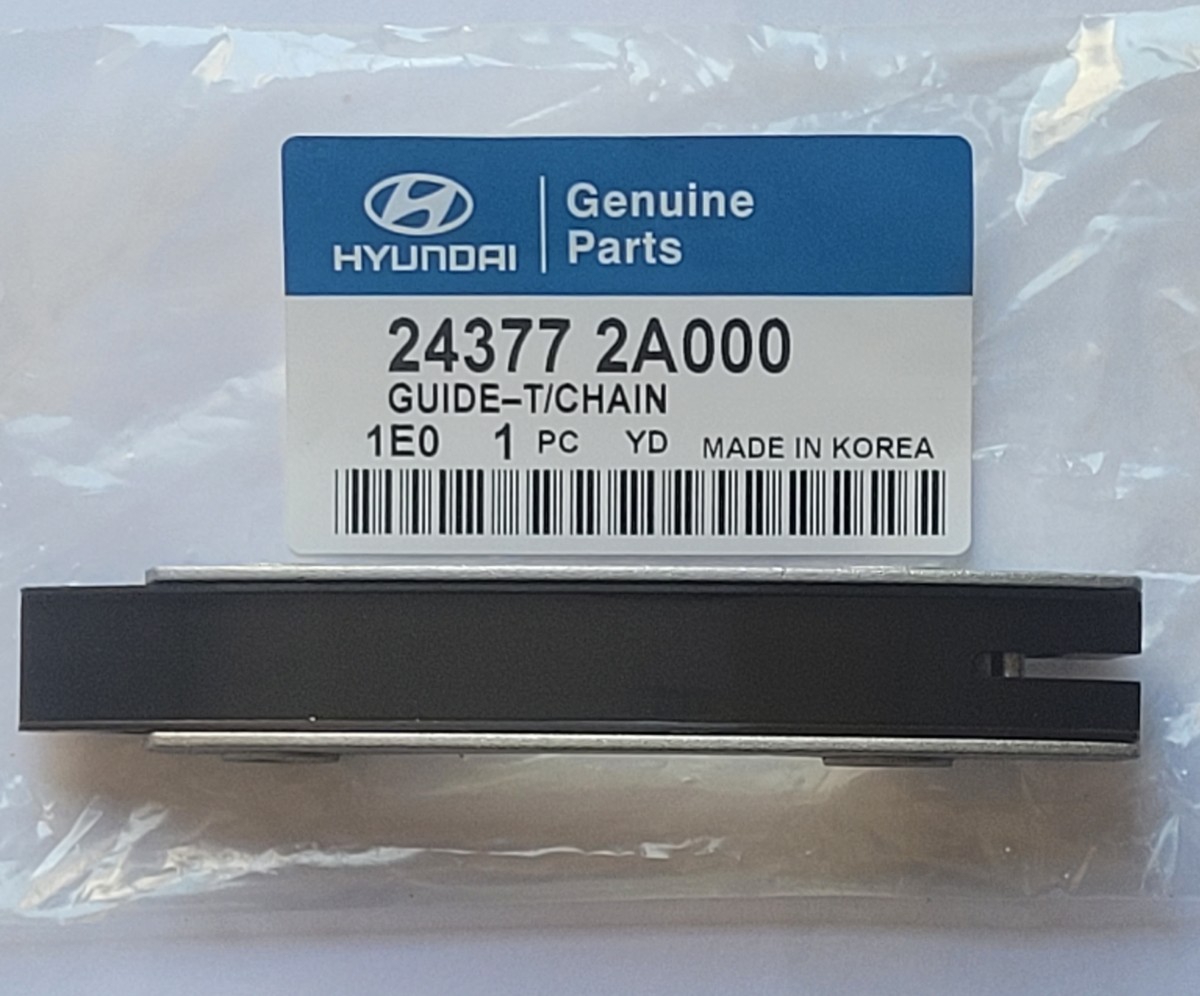 HYUNDAI
Genuine
Parts
24377 2A000
GUIDE–T/CHAIN
1E0 1 PC YD MADE IN KOREA